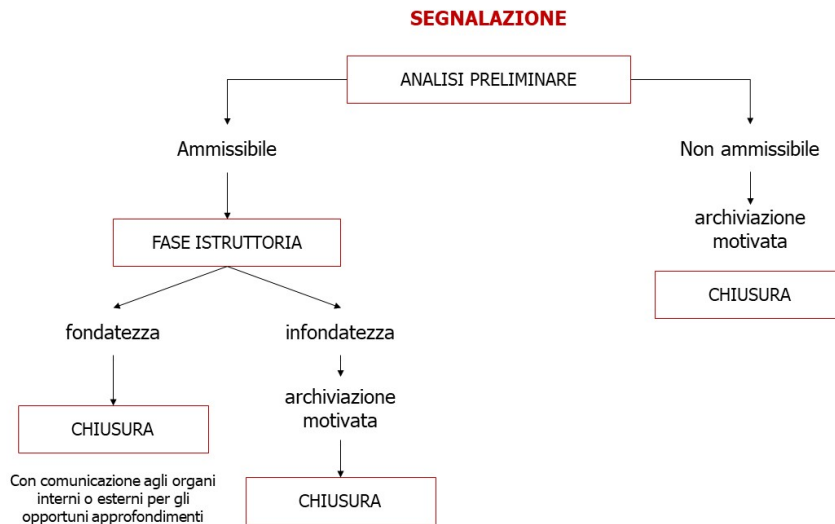 SEGNALAZIONE
ANALISI PRELIMINARE
Ammissibile
Non ammissibile
archiviazione
motivata
CHIUSURA
FASE ISTRUTTORIA
fondatezza
infondatezza
archiviazione
motivata
CHIUSURA
Con comunicazione agli organi
interni o esterni per gli
opportuni approfondimenti
CHIUSURA